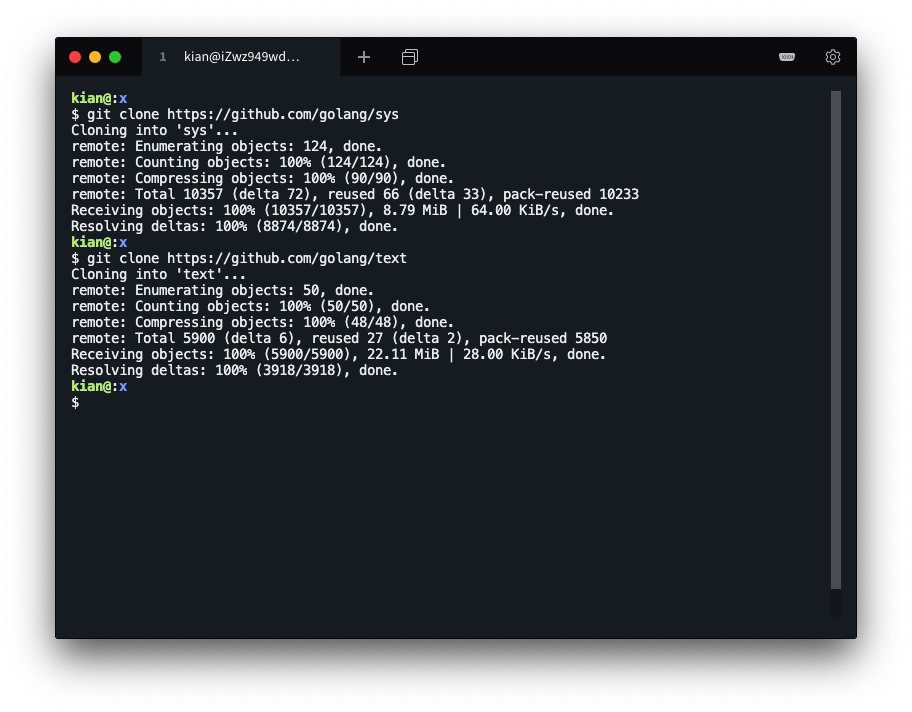 1 kian@iZwz949wd...
kian@:x
$ git clone https://github.com/golang/sys
Cloning into 'sys'...
remote: Enumerating objects: 124, done.
remote: Counting objects: 100% (124/124), done.
remote: Compressing objects: 100% (90/90), done.
remote: Total 10357 (delta 72), reused 66 (delta 33), pack-reused 10233
Receiving objects: 100% (10357/10357), 8.79 MiB | 64.00 KiB/s, done.
Resolving deltas: 100% (8874/8874), done.
kian@:x
$ git clone https://github.com/golang/text
Cloning into 'text'...
remote: Enumerating objects: 50, done.
remote: Counting objects: 100% (50/50), done.
remote: Compressing objects: 100% (48/48), done.
remote: Total 5900 (delta 6), reused 27 (delta 2), pack-reused 5850
Receiving objects: 100% (5900/5900), 22.11 MiB | 28.00 KiB/s, done.
Resolving deltas: 100% (3918/3918), done.
kian@:x
$